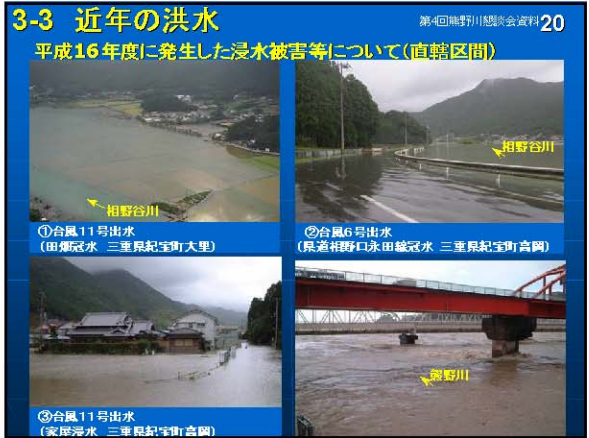 3-3 近年の洪水
第4回熊野川懇談会資料20
平成16年度に発生した浸水被害等について(直轄区間)
相野谷川
相野谷川
①台風11号出水
(田畑冠水 三重県紀宝町大里)
②台風6号出水
(県道相野口永田線冠水 三重県紀宝町高岡)
熊野川
③台風11号出水
(家屋浸水 三重県紀宝町高岡)